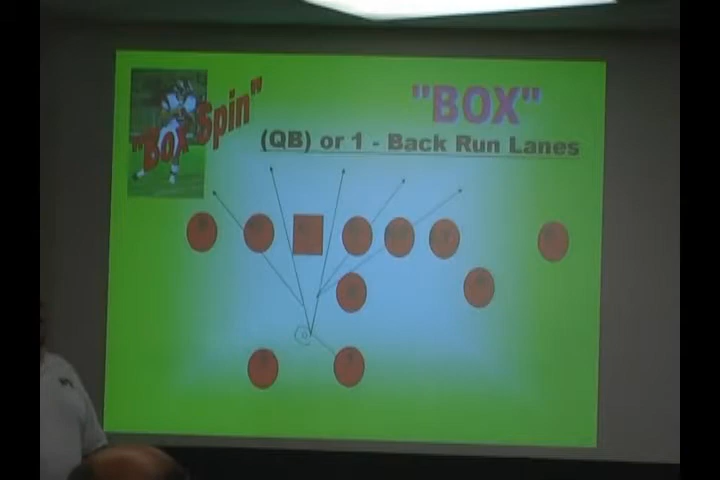 "BOX"
"Box Spin"
(QB) or 1 - Back Run Lanes